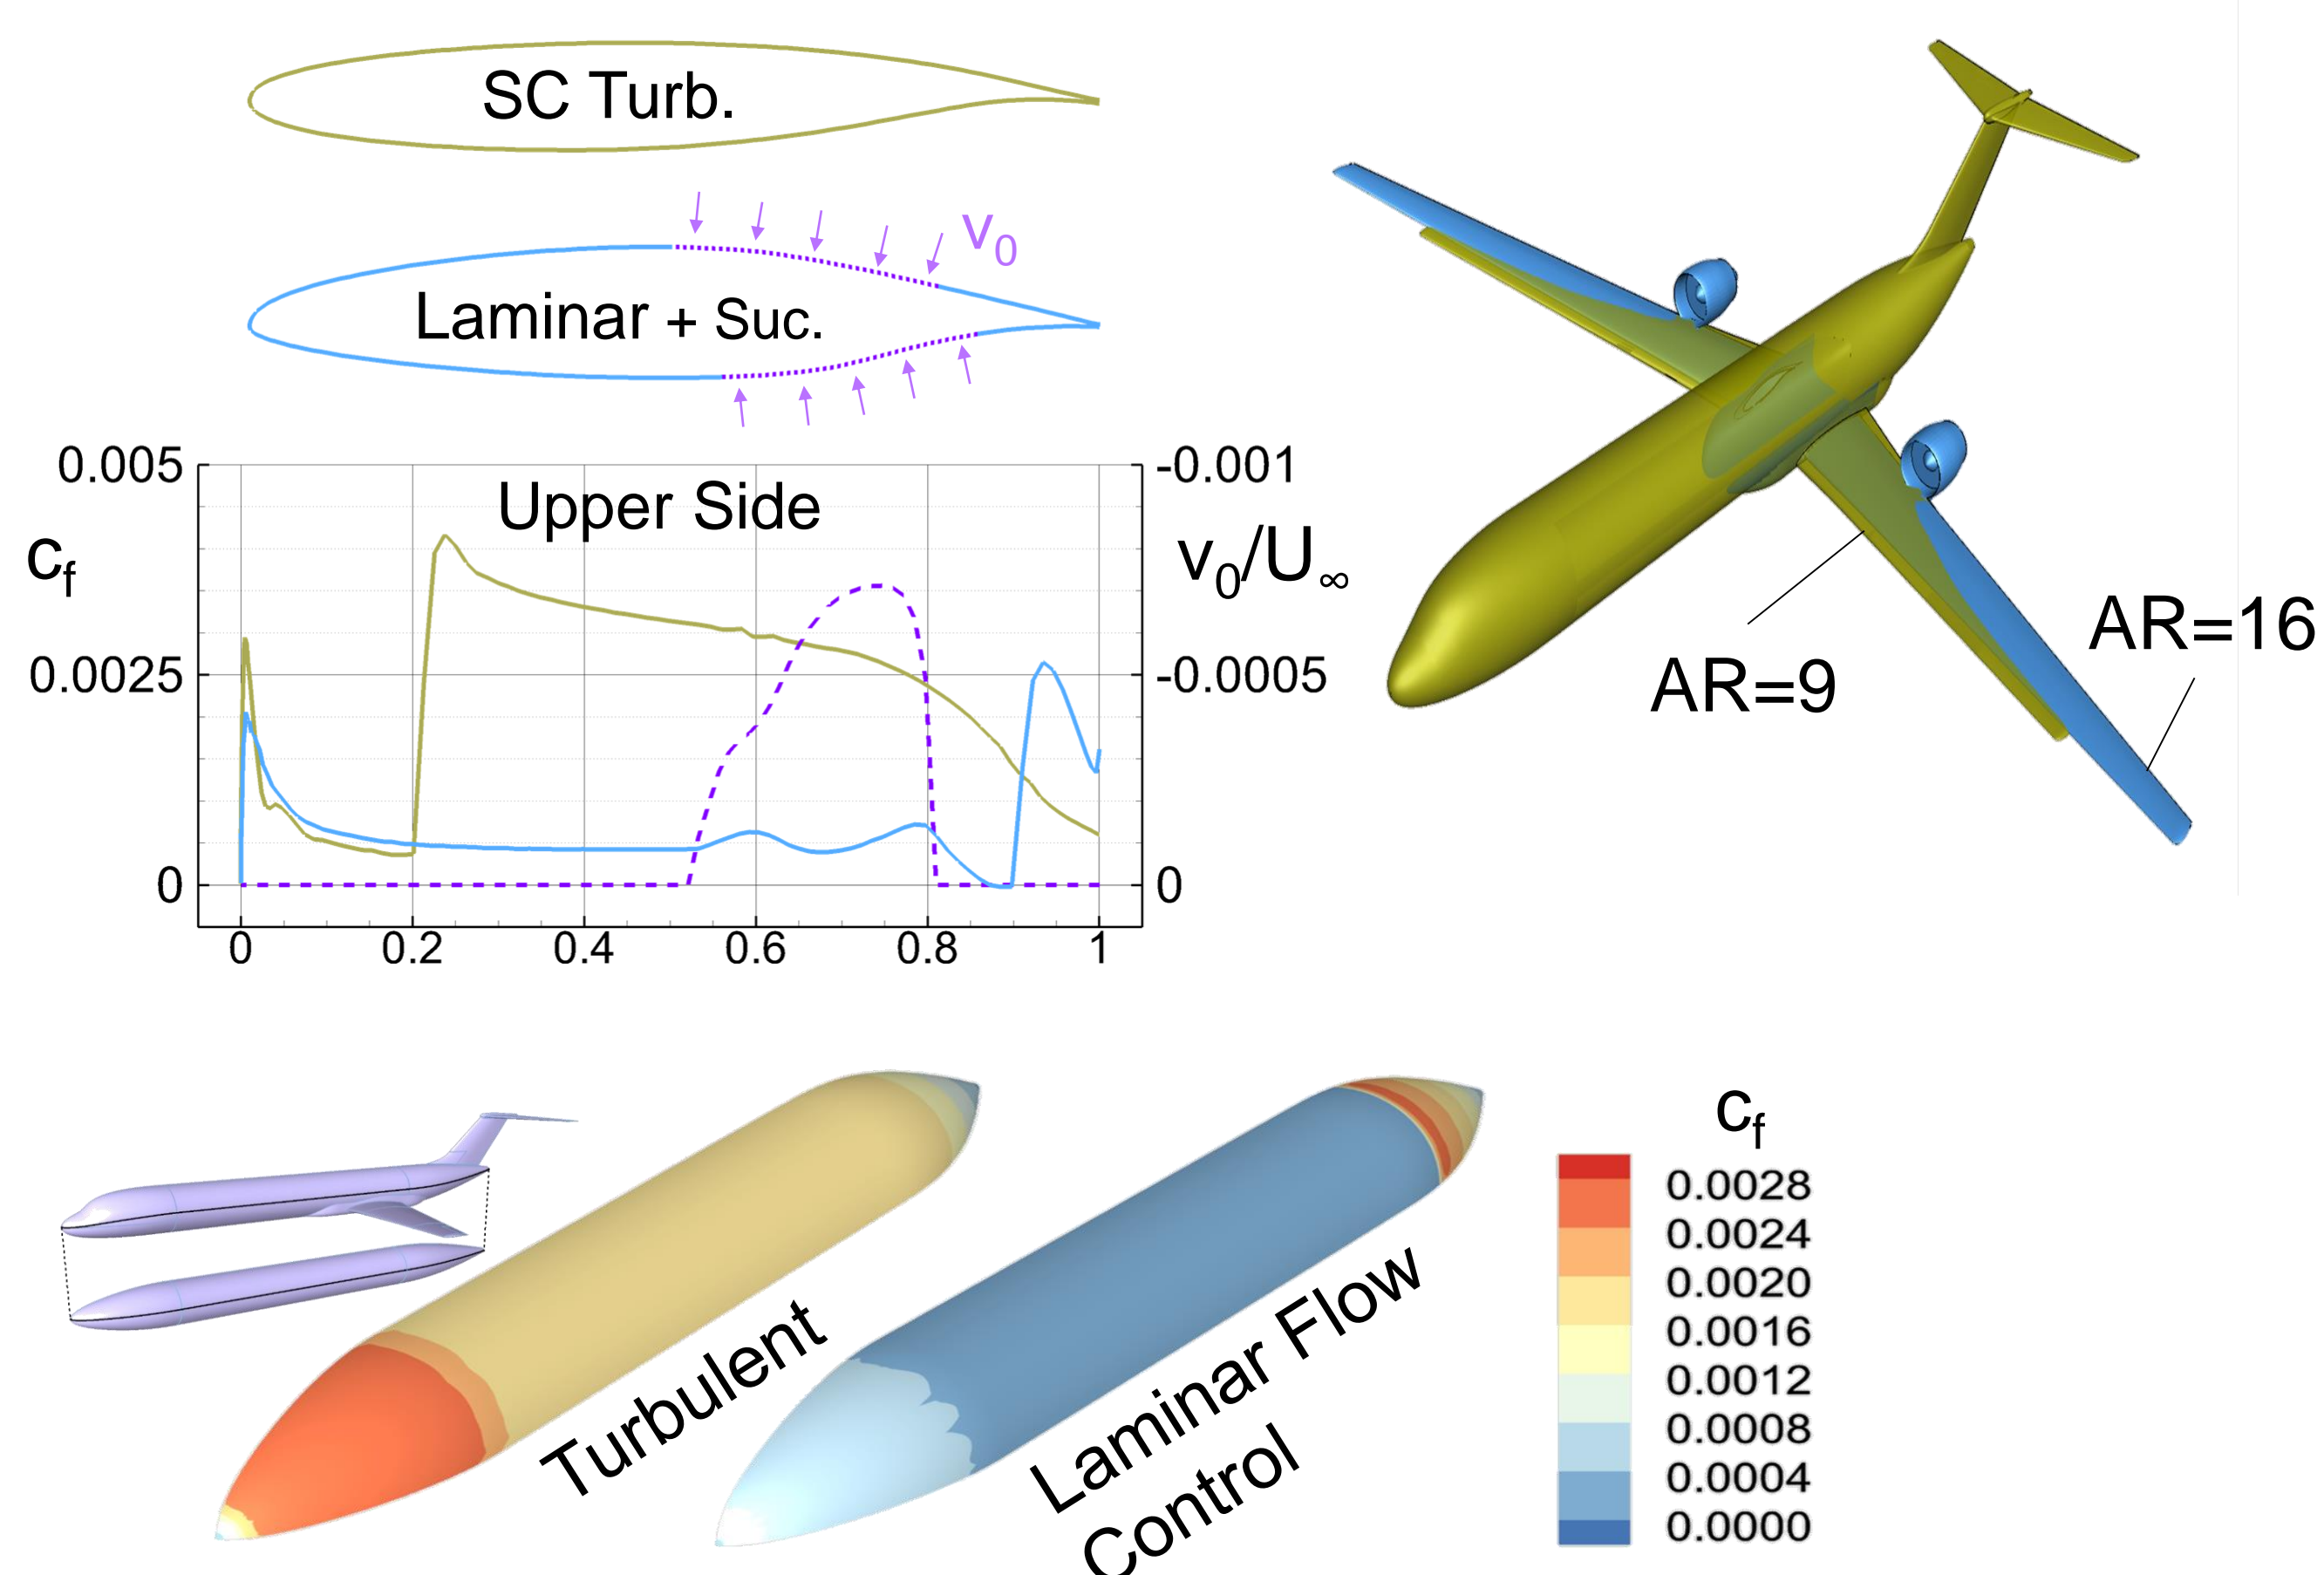 SC Turb.
v₀
Laminar + Suc.
0.005
-0.001
Upper Side
c_f
v₀/U∞
0.0025
-0.0005
0
0
0
0.2
0.4
0.6
0.8
1
AR=16
AR=9
c_f
0.0028
0.0024
0.0020
0.0016
0.0012
0.0008
0.0004
0.0000
Turbulent
Laminar Flow
Control